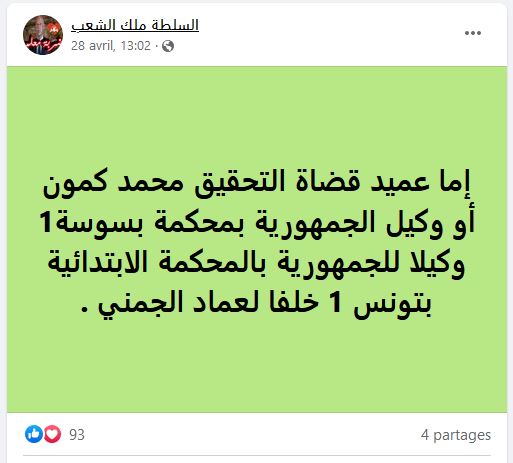 السلطة ملك الشعب
28 avril, 13:02 ·
إما عميد قضاة التحقيق محمد كمون
أو وكيل الجمهورية بمحكمة بسوسة1
وكيلا للجمهورية بالمحكمة الابتدائية
بتونس 1 خلفا لعماد الجمني .
93
4 partages